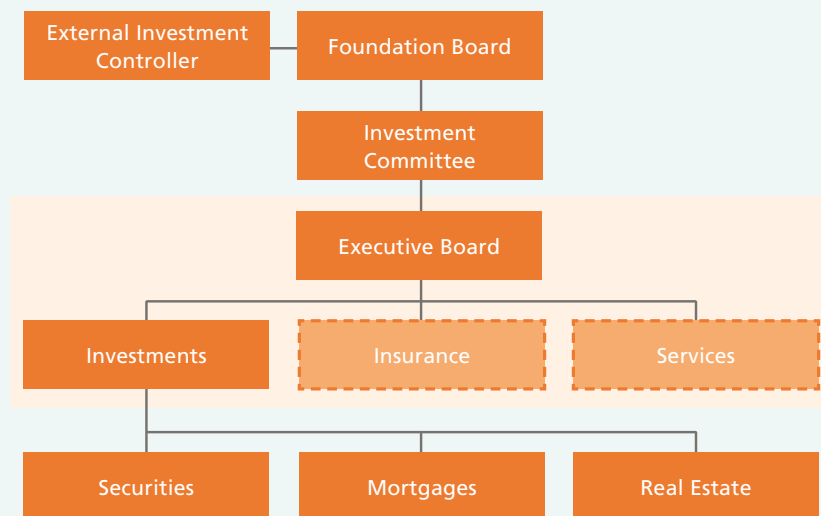 External Investment
Controller
Foundation Board
Investment
Committee
Executive Board
Investments
Insurance
Services
Securities
Mortgages
Real Estate